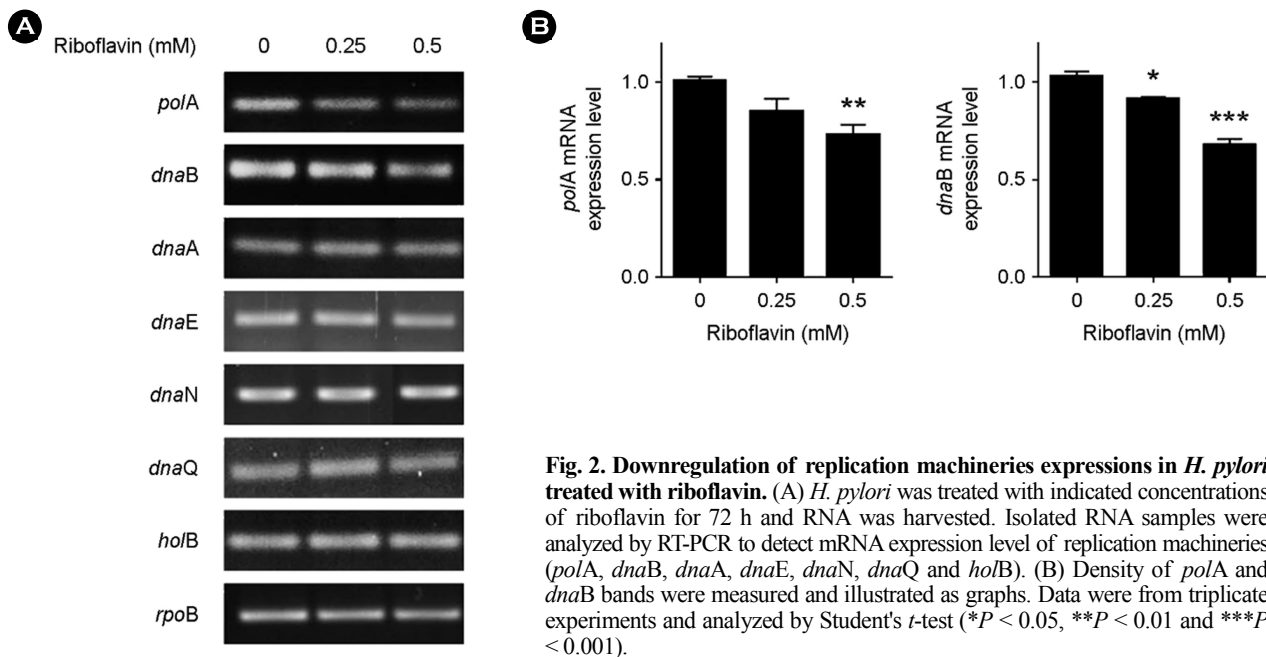 A
Riboflavin (mM) 0 0.25 0.5
polA
dnaB
dnaA
dnaE
dnaN
dnaQ
holB
rpoB
B
polA mRNA
expression level
1.0
0.5
0.0
**
0 0.25 0.5
Riboflavin (mM)
dnaB mRNA
expression level
1.0
0.5
0.0
*
***
0 0.25 0.5
Riboflavin (mM)
Fig. 2. Downregulation of replication machineries expressions in H. pylori
treated with riboflavin. (A) H. pylori was treated with indicated concentrations
of riboflavin for 72 h and RNA was harvested. Isolated RNA samples were
analyzed by RT-PCR to detect mRNA expression level of replication machineries
(polA, dnaB, dnaA, dnaE, dnaN, dnaQ and holB). (B) Density of polA and
dnaB bands were measured and illustrated as graphs. Data were from triplicate
experiments and analyzed by Student's t-test (*P < 0.05, **P < 0.01 and ***P
< 0.001).